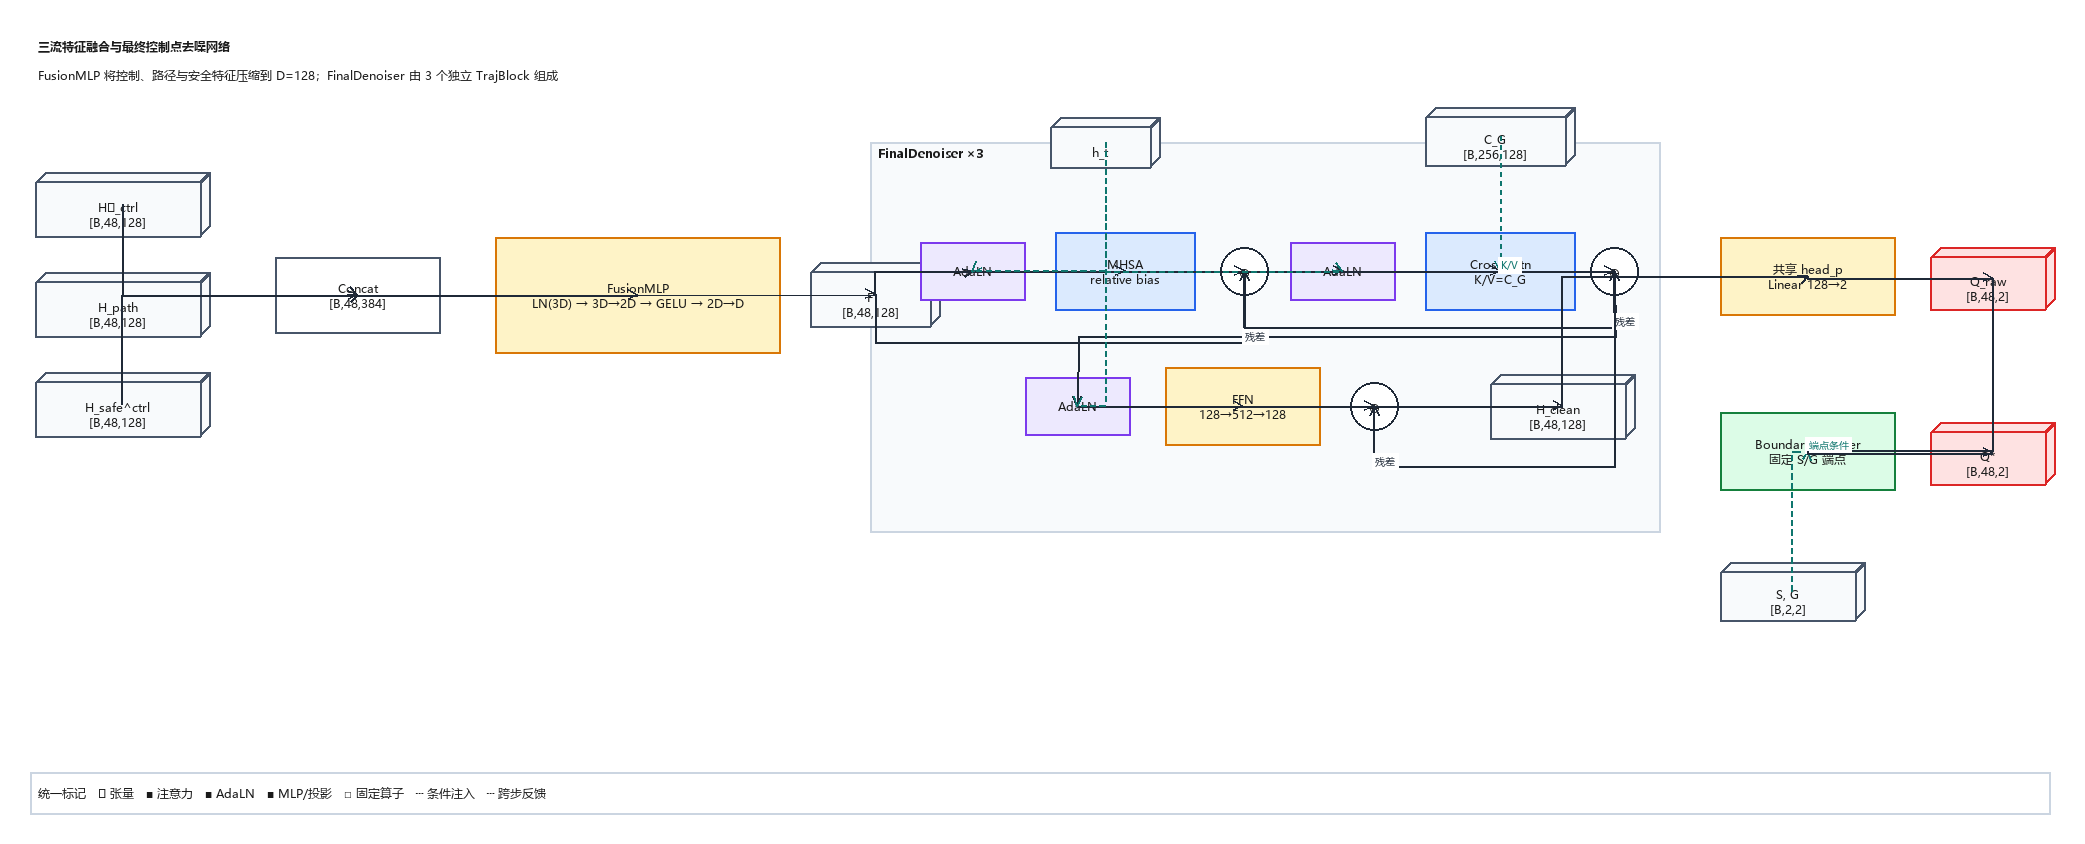 三流特征融合与最终控制点去噪网络
FusionMLP 将控制、路径与安全特征压缩到 D=128；FinalDenoiser 由 3 个独立 TrajBlock 组成
FinalDenoiser ×3
h_t
C_G
[B,256,128]
H□_ctrl
[B,48,128]
H_path
[B,48,128]
H_safe^ctrl
[B,48,128]
Concat
[B,48,384]
FusionMLP
LN(3D) → 3D→2D → GELU → 2D→D
[B,48,128]
AdaLN
MHSA
relative bias
AdaLN
K/V
K/V=C_G
残差
残差
AdaLN
FFN
128→512→128
残差
H_clean
[B,48,128]
共享 head_p
Linear 128→2
Q_raw
[B,48,2]
端点条件
固定 S/G 端点
[B,48,2]
S, G
[B,2,2]
统一标记 □ 张量 ▪ 注意力 ▪ AdaLN ▪ MLP/投影 □ 固定算子 ┄ 条件注入 ┄ 跨步反馈